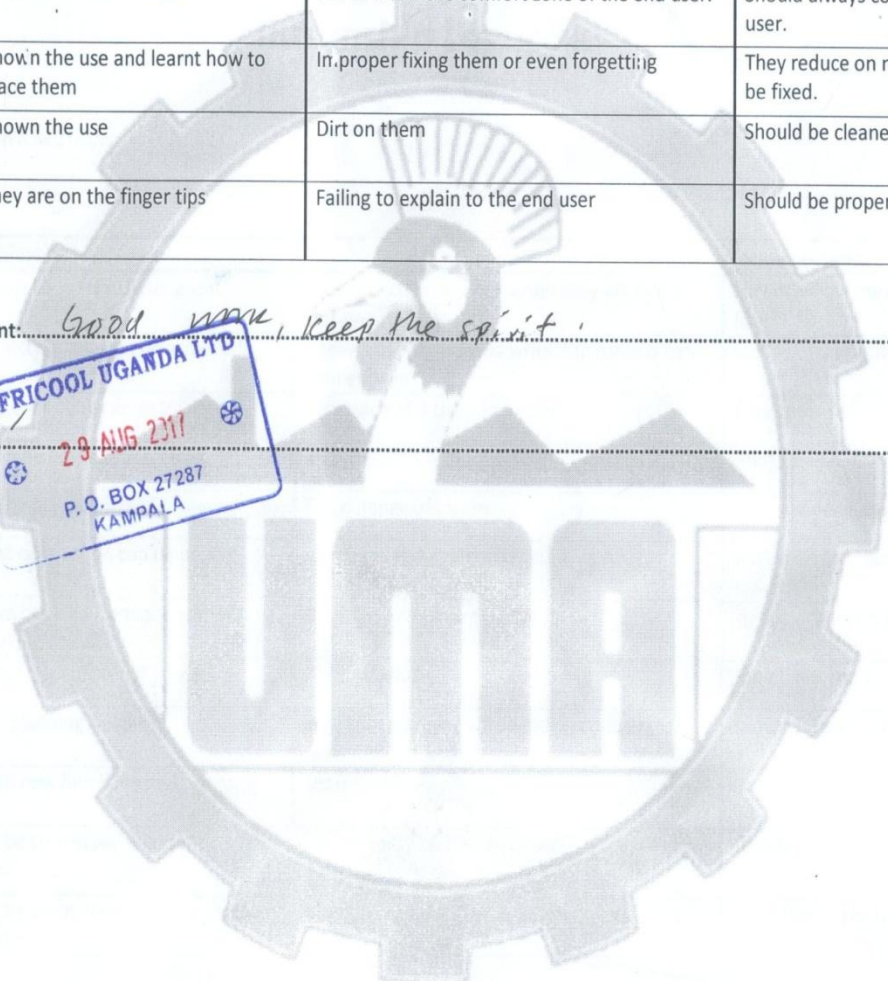 user.
own the use and learnt how to
ace them
In.proper fixing them or even forgetting
They reduce on
be fixed.
own the use
Dirt on them
Should be cleane
ey are on the finger tips
Failing to explain to the end user
Should be proper
nt: Good work, keep the spirit.
FRICOOL UGANDA LTD
29 AUG 2017
P. O. BOX 27287
KAMPALA
UMA